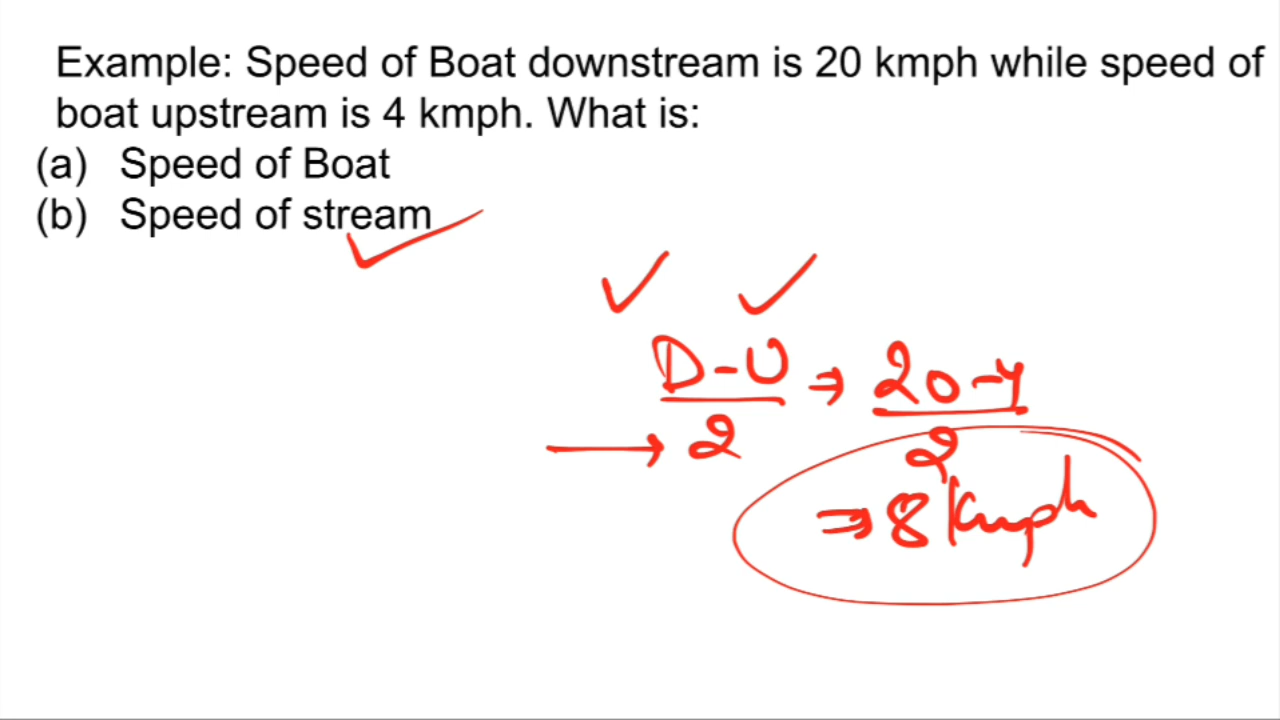 Example: Speed of Boat downstream is 20 kmph while speed of
boat upstream is 4 kmph. What is:
(a) Speed of Boat
(b) Speed of stream
D-U ⇒ 20-4
→ 2 2
⇒ 8 Kmph